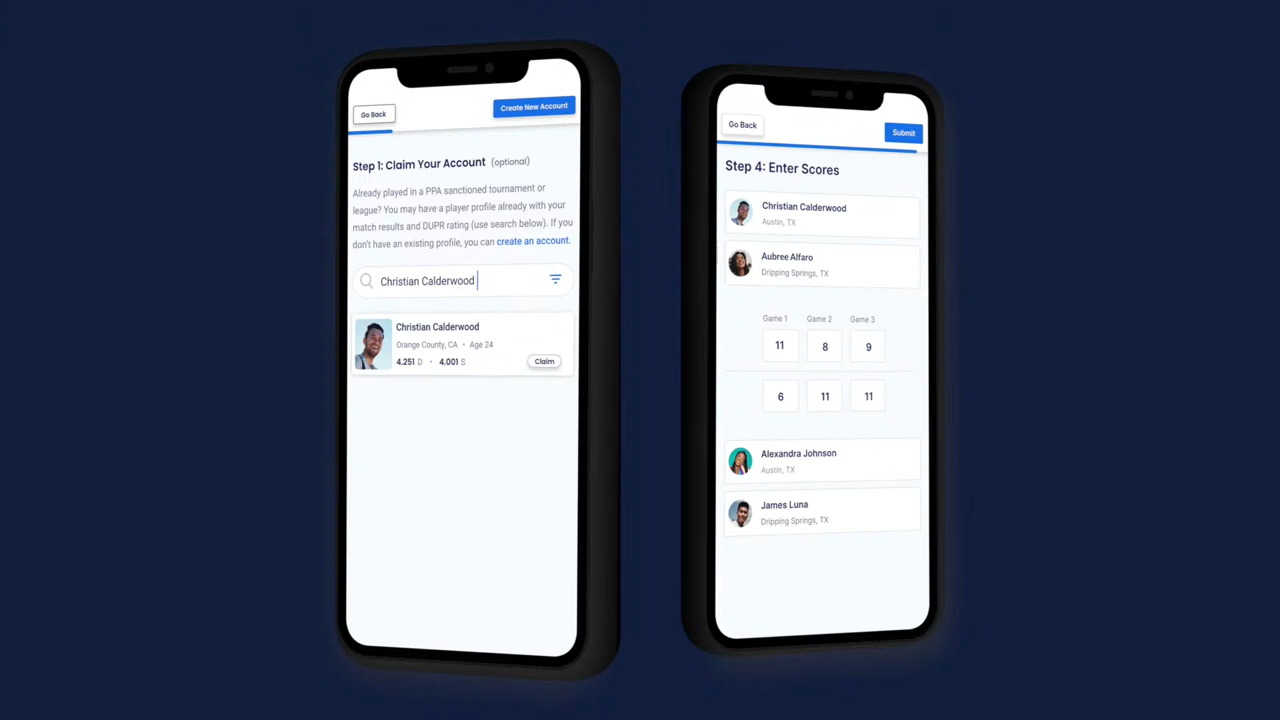 Go Back
Create New Account
Step 1: Claim Your Account (optional)
Already played in a PPA sanctioned tournament or
league? You may have a player profile already with your
match results and DUPR rating (use search below). If you
don't have an existing profile, you can create an account.
Christian Calderwood
Christian Calderwood
Orange County, CA • Age 24
4.251 D • 4.001 S
Claim
Go Back
Submit
Step 4: Enter Scores
Christian Calderwood
Austin, TX
Aubree Alfaro
Dripping Springs, TX
Game 1 Game 2 Game 3
11 8 9
6 11 11
Alexandra Johnson
Austin, TX
James Luna
Dripping Springs, TX